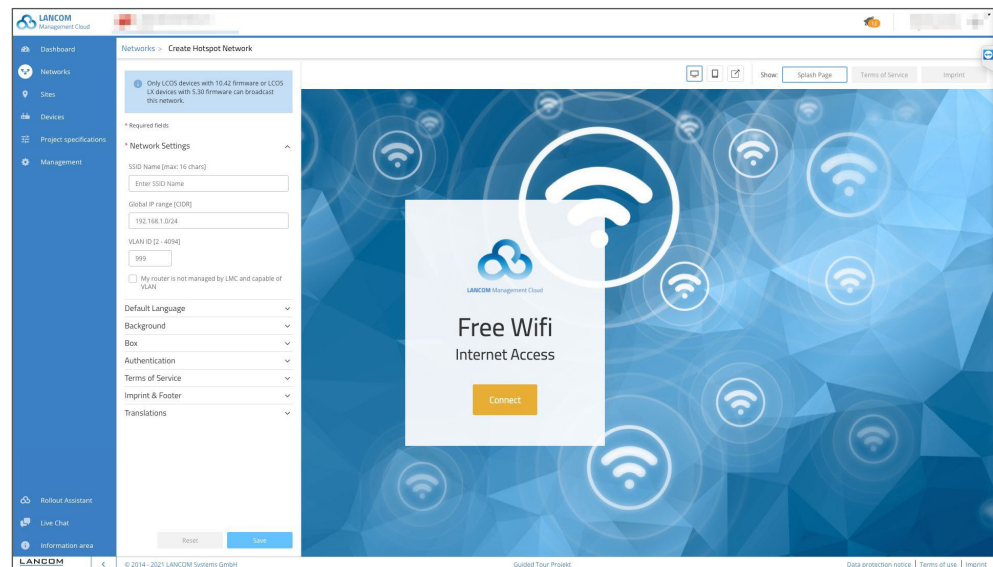 LANCOM
Management Cloud
Dashboard
Networks
Sites
Devices
Project specifications
Management
Rollout Assistant
Live Chat
Information area
LANCOM
Networks > Create Hotspot Network
Only LCOS devices with 10.42 firmware or LCOS
LX devices with 5.30 firmware can broadcast
this network.
* Required fields
* Network Settings
SSID Name [max: 16 chars]
Enter SSID Name
Global IP range [CIDR]
192.168.1.0/24
VLAN ID [2 - 4094]
999
My router is not managed by LMC and capable of
VLAN
Default Language
Background
Box
Authentication
Terms of Service
Imprint & Footer
Translations
Reset Save
Show: Splash Page Terms of Service Imprint
LANCOM Management Cloud
Free Wifi
Internet Access
Connect
© 2014 - 2021 LANCOM Systems GmbH Guided Tour Projekt Data protection notice | Terms of use | Imprint